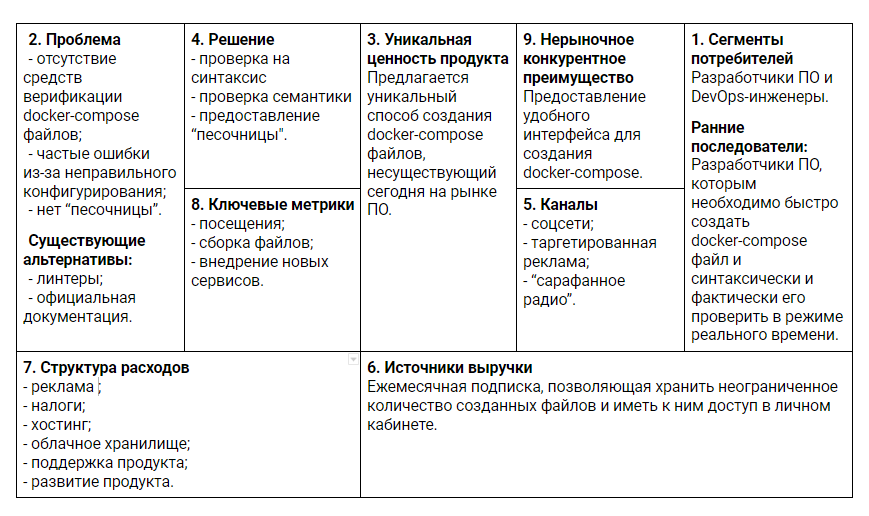 2. Проблема
- отсутствие
средств
верификации
docker-compose
файлов;
- частые ошибки
из-за неправильного
конфигурирования;
- нет “песочницы”.
Существующие
альтернативы:
- линтеры;
- официальная
документация.
4. Решение
- проверка на
синтаксис
- проверка семантики
- предоставление
“песочницы".
8. Ключевые метрики
- посещения;
- сборка файлов;
- внедрение новых
сервисов.
3. Уникальная
ценность продукта
Предлагается
уникальный
способ создания
docker-compose
файлов,
несуществующий
сегодня на рынке
ПО.
9. Нерыночное
конкурентное
преимущество
Предоставление
удобного
интерфейса для
создания
docker-compose.
5. Каналы
- соцсети;
- таргетированная
реклама;
- “сарафанное
радио”.
1. Сегменты
потребителей
Разработчики ПО и
DevOps-инженеры.
Ранние
последователи:
Разработчики ПО,
которым
необходимо быстро
создать
docker-compose
файл и
синтаксически и
фактически его
проверить в режиме
реального времени.
7. Структура расходов
- реклама ;
- налоги;
- хостинг;
- облачное хранилище;
- поддержка продукта;
- развитие продукта.
6. Источники выручки
Ежемесячная подписка, позволяющая хранить неограниченное
количество созданных файлов и иметь к ним доступ в личном
кабинете.